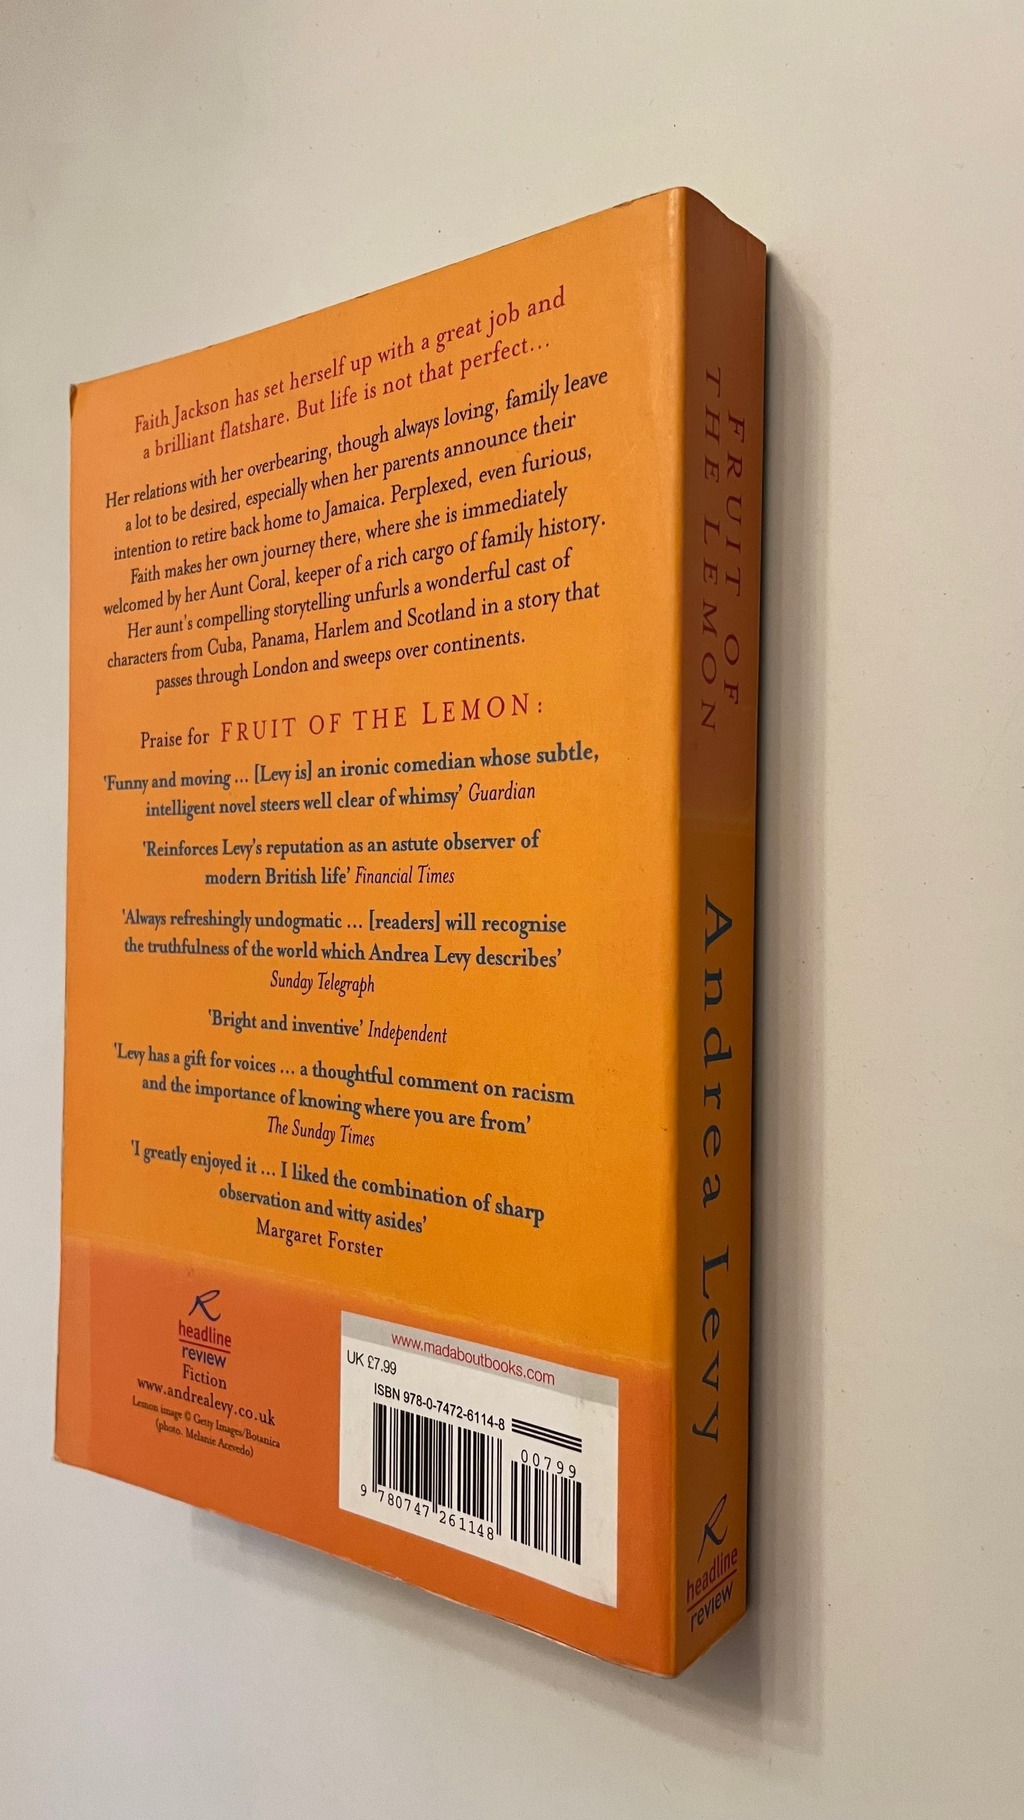 Faith Jackson has set herself up with a great job and
a brilliant flatshare. But life is not that perfect...
Her relations with her overbearing, though always loving, family leave
a lot to be desired, especially when her parents announce their
intention to retire back home to Jamaica. Perplexed, even furious,
Faith makes her own journey there, where she is immediately
welcomed by her Aunt Coral, keeper of a rich cargo of family history.
Her aunt's compelling storytelling unfurls a wonderful cast of
characters from Cuba, Panama, Harlem and Scotland in a story that
passes through London and sweeps over continents.
Praise for FRUIT OF THE LEMON:
'Funny and moving ... [Levy is] an ironic comedian whose subtle,
intelligent novel steers well clear of whimsy' Guardian
'Reinforces Levy's reputation as an astute observer of
modern British life' Financial Times
'Always refreshingly undogmatic ... [readers] will recognise
the truthfulness of the world which Andrea Levy describes'
Sunday Telegraph
'Bright and inventive' Independent
'Levy has a gift for voices ... a thoughtful comment on racism
and the importance of knowing where you are from'
The Sunday Times
'I greatly enjoyed it ... I liked the combination of sharp
observation and witty asides'
Margaret Forster
R
headline
review
Fiction
www.andrealevy.co.uk
Lemon image © Getty Images/Botanica
(photo. Melanie Acevedo)
www.madaboutbooks.com
UK £7.99
ISBN 978-0-7472-6114-8
00799
9 780747 261148
FRUIT OF
THE LEMON
Andrea Levy
R
headline
review